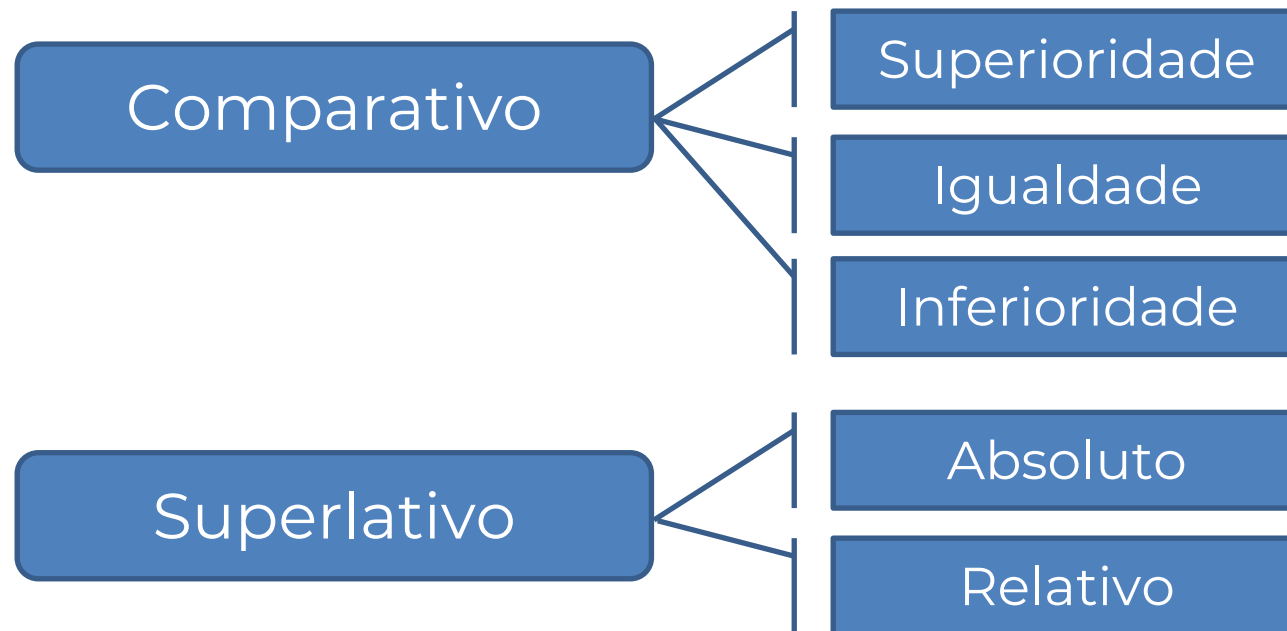 Comparativo
Superioridade
Igualdade
Inferioridade
Superlativo
Absoluto
Relativo